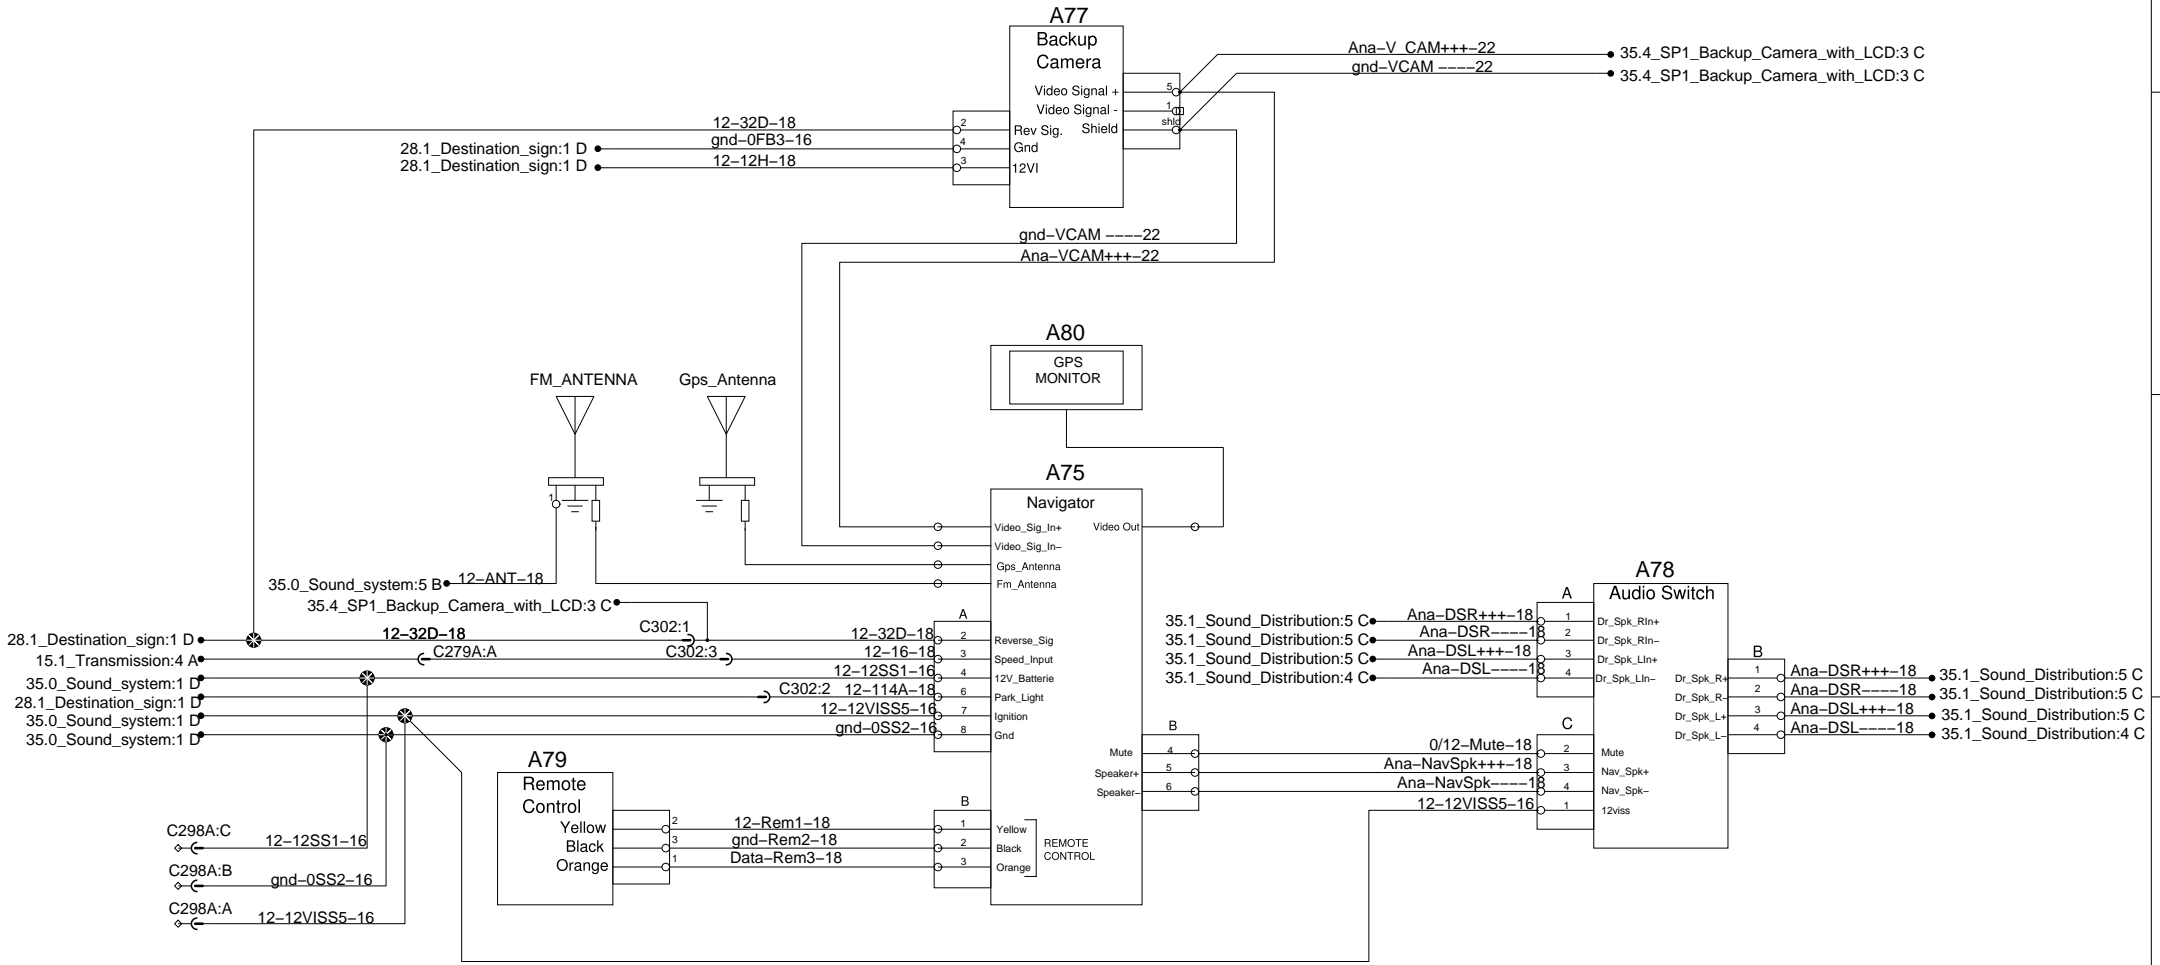 A77
Backup
Camera
Video Signal +
Video Signal -
Shield
5
1
shld
Rev Sig.
Gnd
12VI
2
4
3
12-32D-18
gnd-0FB3-16
12-12H-18
28.1_Destination_sign:1 D
28.1_Destination_sign:1 D
Ana-V_CAM+++-22
gnd-VCAM ----22
35.4_SP1_Backup_Camera_with_LCD:3 C
35.4_SP1_Backup_Camera_with_LCD:3 C
gnd-VCAM ----22
Ana-VCAM+++-22
A80
GPS
MONITOR
FM_ANTENNA
Gps_Antenna
1
A75
Navigator
Video_Sig_In+
Video Out
Video_Sig_In-
Gps_Antenna
Fm_Antenna
35.0_Sound_system:5 B
12-ANT-18
35.4_SP1_Backup_Camera_with_LCD:3 C
A
28.1_Destination_sign:1 D
12-32D-18
C302:1
12-32D-18
2
Reverse_Sig
15.1_Transmission:4 A
C279A:A
C302:3
12-16-18
3
Speed_Input
35.0_Sound_system:1 D
12-12SS1-16
4
12V_Batterie
28.1_Destination_sign:1 D
C302:2
12-114A-18
6
Park_Light
35.0_Sound_system:1 D
12-12VISS5-16
7
Ignition
35.0_Sound_system:1 D
gnd-0SS2-16
8
Gnd
B
Mute
4
Speaker+
5
Speaker-
6
0/12-Mute-18
Ana-NavSpk+++-18
Ana-NavSpk----18
12-12VISS5-16
A79
Remote
Control
Yellow
Black
Orange
2
3
1
12-Rem1-18
gnd-Rem2-18
Data-Rem3-18
B
1
2
3
Yellow
Black
Orange
REMOTE
CONTROL
C298A:C
12-12SS1-16
C298A:B
gnd-0SS2-16
C298A:A
12-12VISS5-16
A78
Audio Switch
A
35.1_Sound_Distribution:5 C
Ana-DSR+++-18
1
Dr_Spk_RIn+
35.1_Sound_Distribution:5 C
Ana-DSR----18
2
Dr_Spk_RIn-
35.1_Sound_Distribution:5 C
Ana-DSL+++-18
3
Dr_Spk_LIn+
35.1_Sound_Distribution:4 C
Ana-DSL----18
4
Dr_Spk_LIn-
B
Dr_Spk_R+
1
Ana-DSR+++-18
35.1_Sound_Distribution:5 C
Dr_Spk_R-
2
Ana-DSR----18
35.1_Sound_Distribution:5 C
Dr_Spk_L+
3
Ana-DSL+++-18
35.1_Sound_Distribution:5 C
Dr_Spk_L-
4
Ana-DSL----18
35.1_Sound_Distribution:4 C
C
2
Mute
3
Nav_Spk+
4
Nav_Spk-
1
12viss